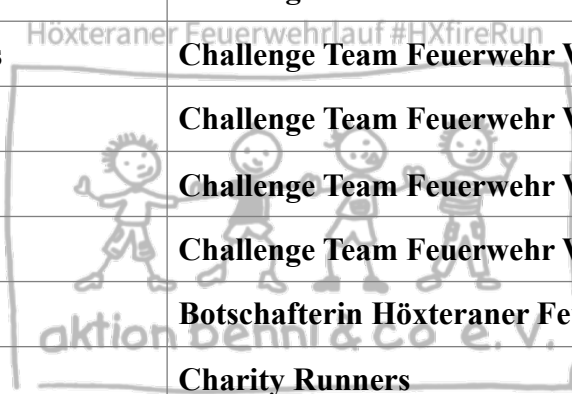 Höxteraner Feuerwehrlauf #HXfireRun
s Challenge Team Feuerwehr
Challenge Team Feuerwehr
Challenge Team Feuerwehr
Challenge Team Feuerwehr
Botschafterin Höxteraner Fe
aktion benni & co e. V.
Charity Runners